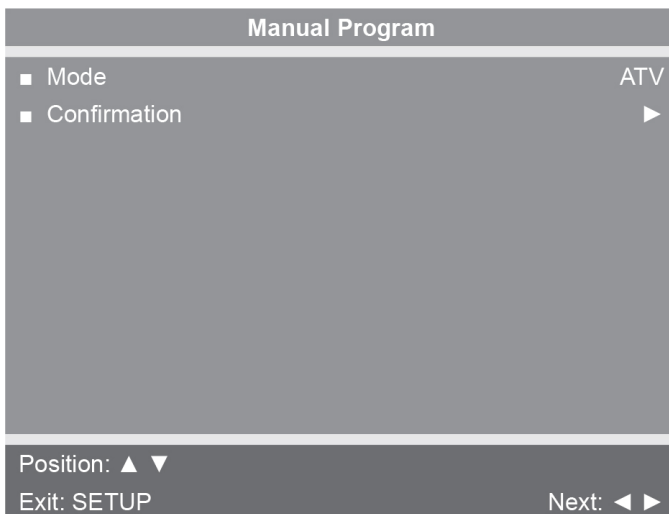 Manual Program
■ Mode ATV
■ Confirmation ►
Position: ▲ ▼
Exit: SETUP Next: ◄ ►